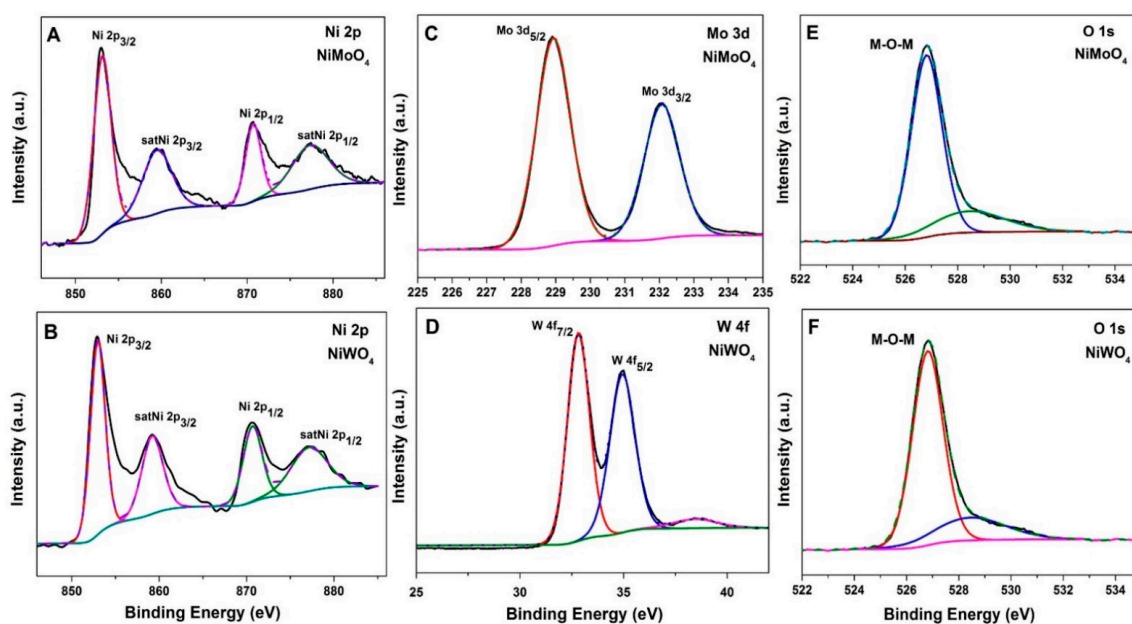 A
Ni 2p3/2
Ni 2p
NiMoO4
satNi 2p3/2
Ni 2p1/2
satNi 2p1/2
Intensity (a.u.)
850 860 870 880
C
Mo 3d5/2
Mo 3d
NiMoO4
Mo 3d3/2
Intensity (a.u.)
225 226 227 228 229 230 231 232 233 234 235
E
M-O-M
O 1s
NiMoO4
Intensity (a.u.)
522 524 526 528 530 532 534
B
Ni 2p3/2
Ni 2p
NiWO4
satNi 2p3/2
Ni 2p1/2
satNi 2p1/2
Intensity (a.u.)
850 860 870 880
Binding Energy (eV)
D
W 4f7/2
W 4f
NiWO4
W 4f5/2
Intensity (a.u.)
25 30 35 40
Binding Energy (eV)
F
M-O-M
O 1s
NiWO4
Intensity (a.u.)
522 524 526 528 530 532 534
Binding Energy (eV)